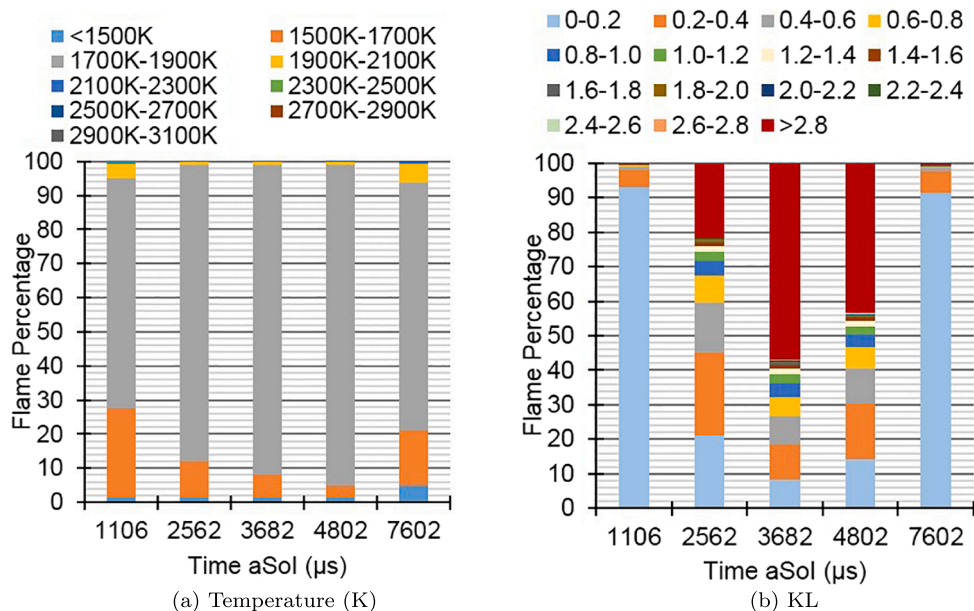 <1500K 1500K-1700K
1700K-1900K 1900K-2100K
2100K-2300K 2300K-2500K
2500K-2700K 2700K-2900K
2900K-3100K
100
90
80
70
60
50
40
30
20
10
0
Flame Percentage
1106 2562 3682 4802 7602
Time aSoI (µs)
(a) Temperature (K)
0-0.2 0.2-0.4 0.4-0.6 0.6-0.8
0.8-1.0 1.0-1.2 1.2-1.4 1.4-1.6
1.6-1.8 1.8-2.0 2.0-2.2 2.2-2.4
2.4-2.6 2.6-2.8 >2.8
100
90
80
70
60
50
40
30
20
10
0
Flame Percentage
1106 2562 3682 4802 7602
Time aSoI (µs)
(b) KL